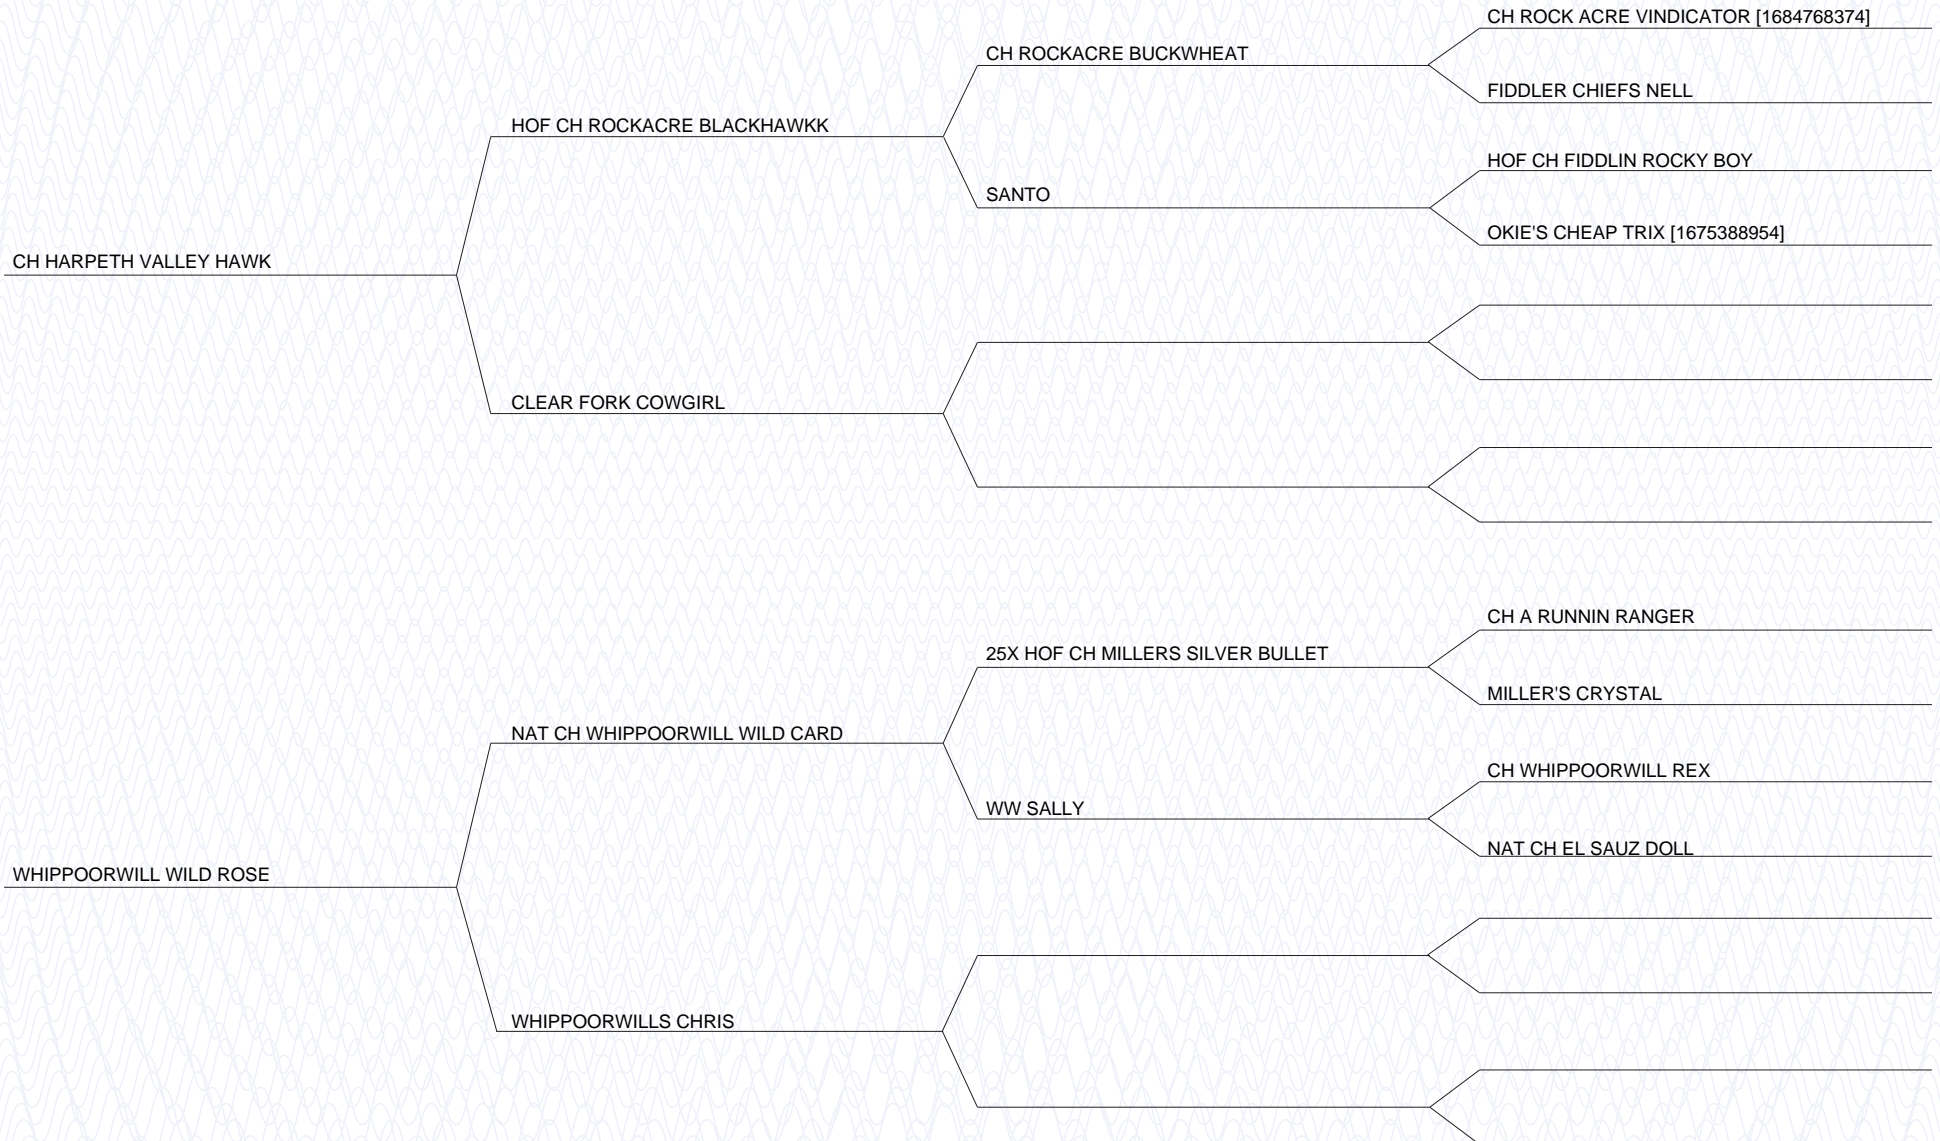 CH ROCK ACRE VINDICATOR [1684768374]
CH ROCKACRE BUCKWHEAT
FIDDLER CHIEFS NELL
HOF CH ROCKACRE BLACKHAWKK
HOF CH FIDDLIN ROCKY BOY
SANTO
OKIE'S CHEAP TRIX [1675388954]
CH HARPETH VALLEY HAWK
CLEAR FORK COWGIRL
CH A RUNNIN RANGER
25X HOF CH MILLERS SILVER BULLET
MILLER'S CRYSTAL
NAT CH WHIPPOORWILL WILD CARD
CH WHIPPOORWILL REX
WW SALLY
NAT CH EL SAUZ DOLL
WHIPPOORWILL WILD ROSE
WHIPPOORWILLS CHRIS